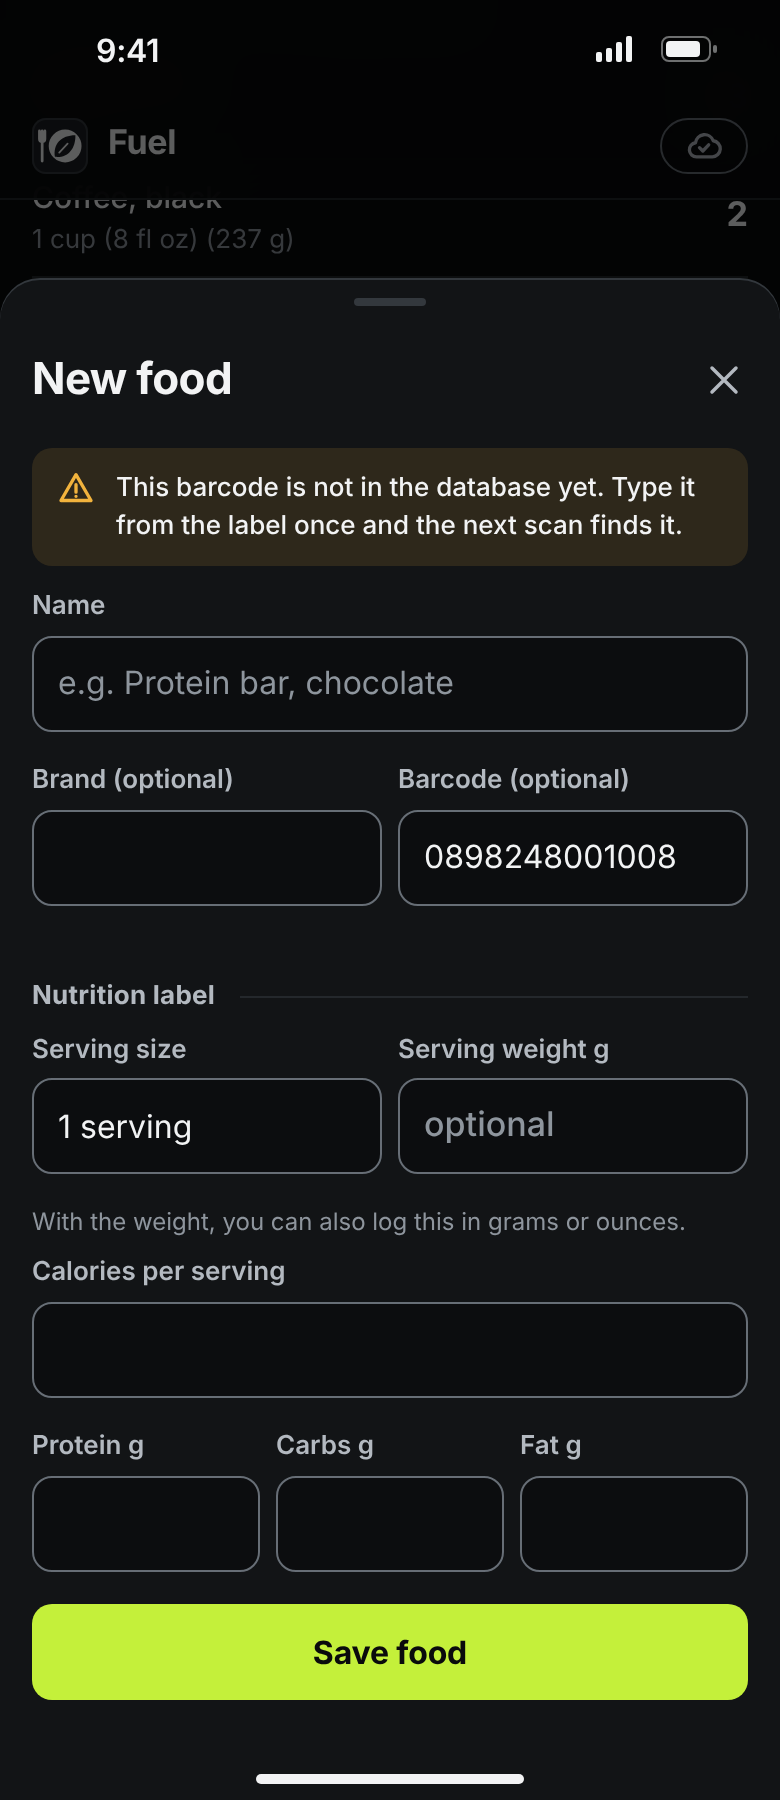 9:41
Fuel
Coffee, black
1 cup (8 fl oz) (237 g)
2
New food
This barcode is not in the database yet. Type it
from the label once and the next scan finds it.
Name
e.g. Protein bar, chocolate
Brand (optional)
Barcode (optional)
0898248001008
Nutrition label
Serving size
Serving weight g
1 serving
optional
With the weight, you can also log this in grams or ounces.
Calories per serving
Protein g
Carbs g
Fat g
Save food